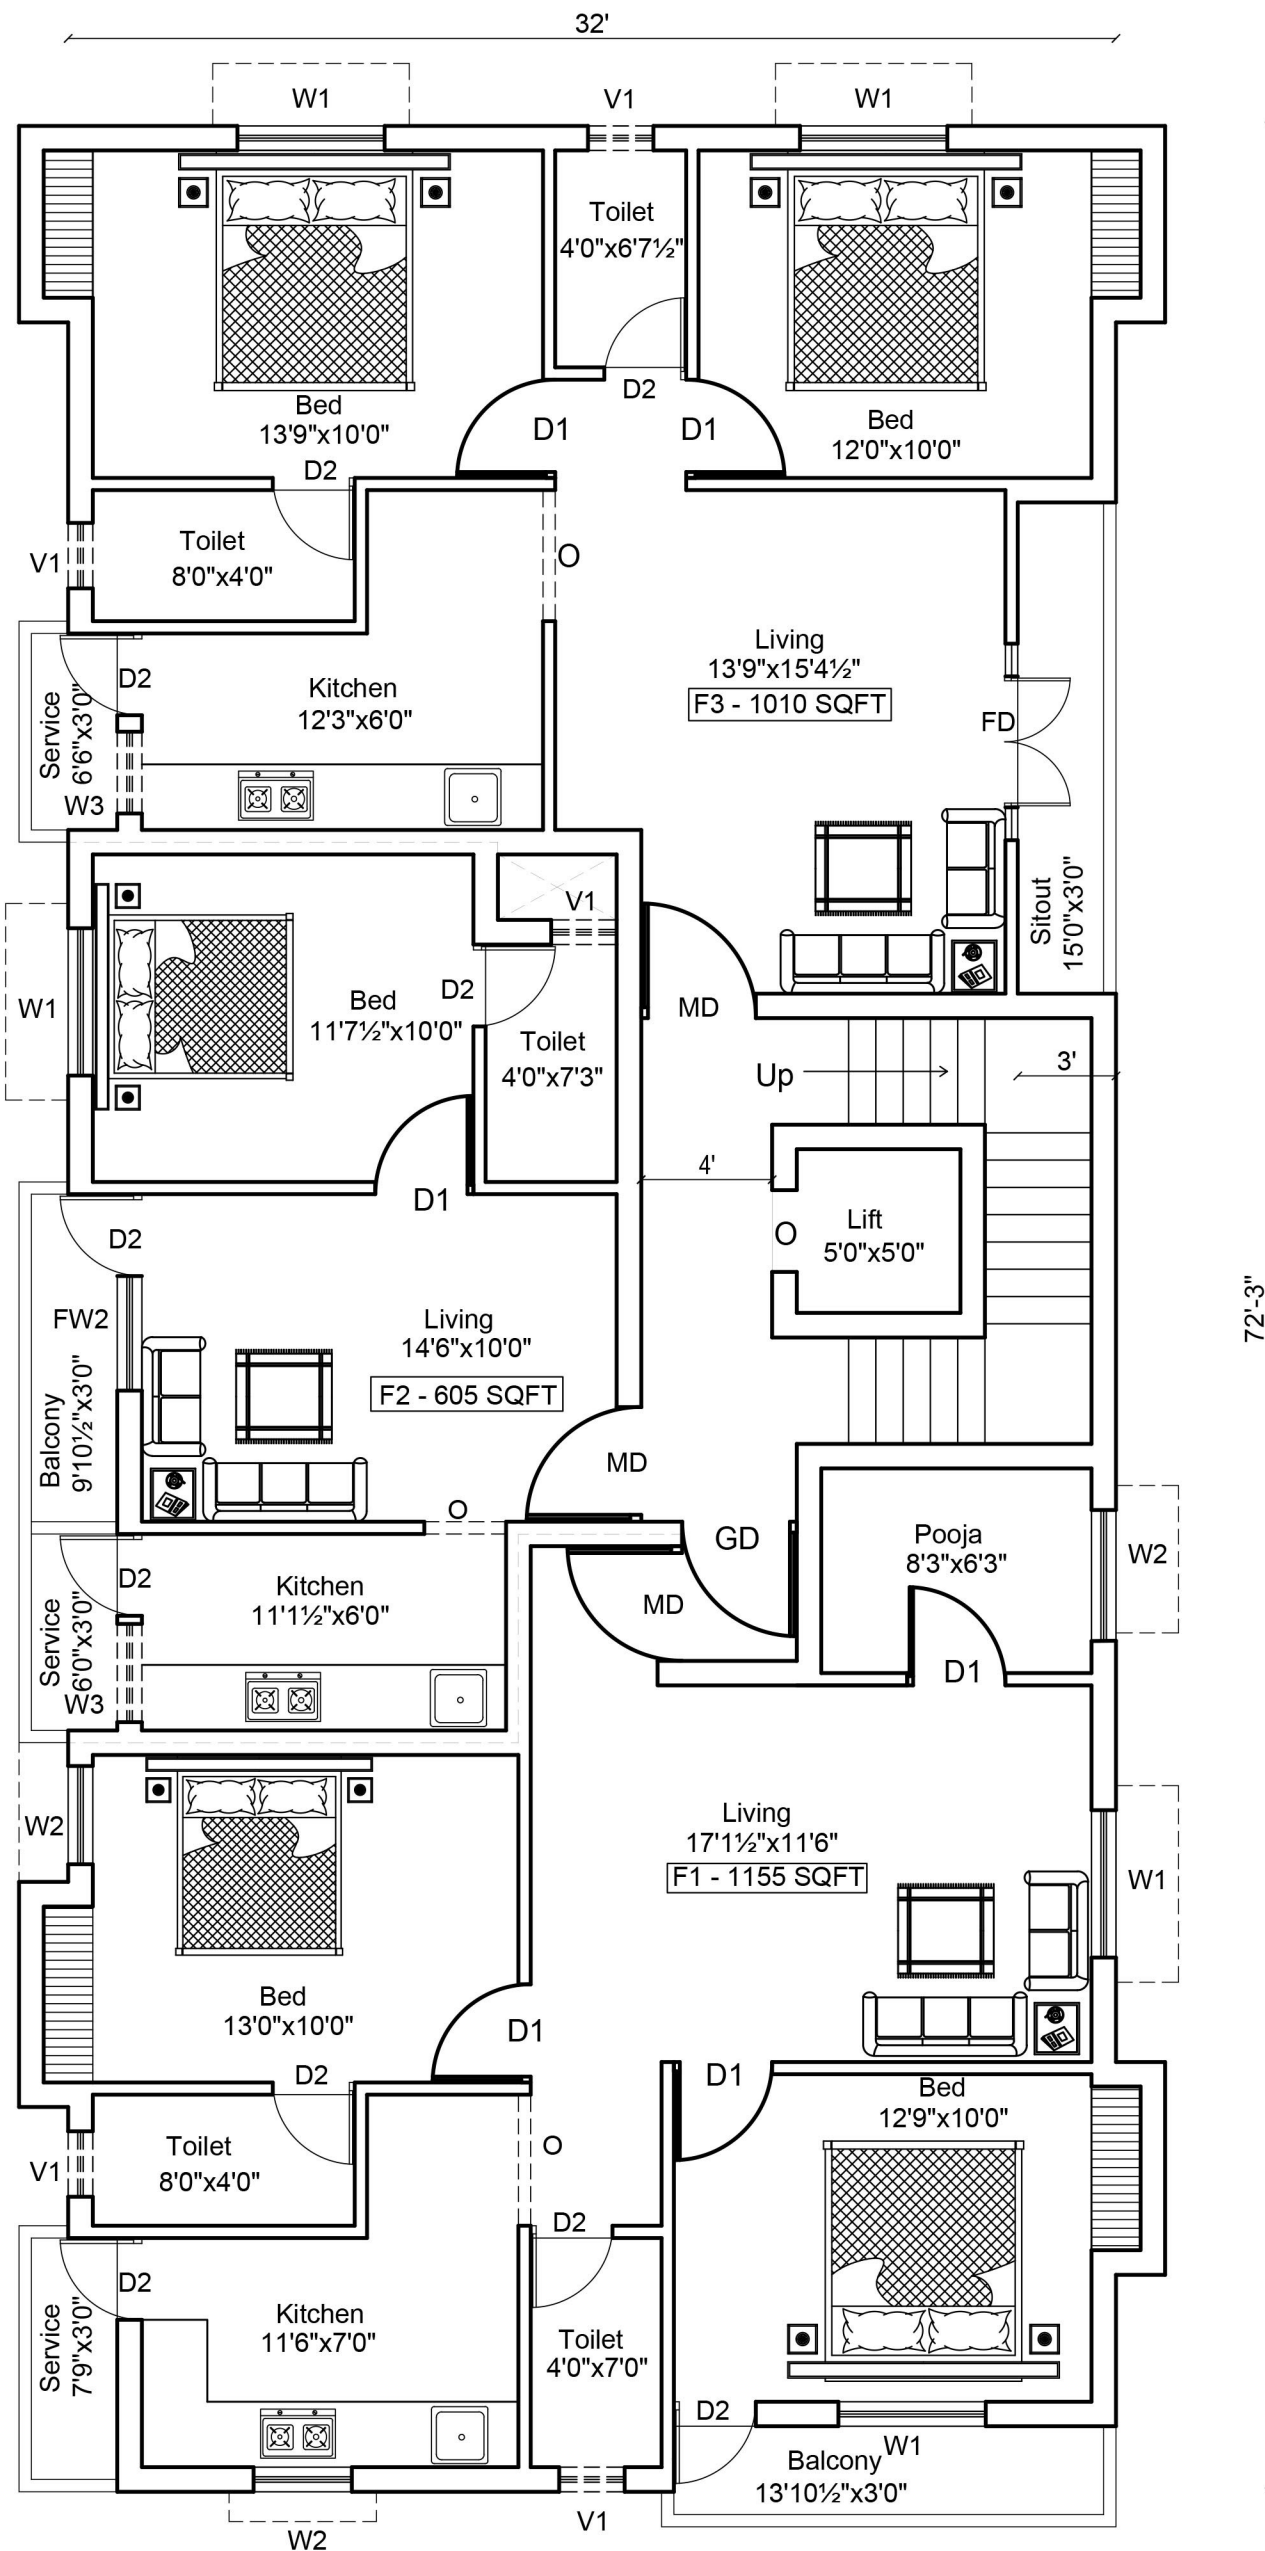 32'
W1
V1
W1
Toilet
4'0"x6'7½"
Bed
13'9"x10'0"
D2
D1
D2
D1
Bed
12'0"x10'0"
Toilet
8'0"x4'0"
V1
O
D2
Service
6'6"x3'0"
W3
Kitchen
12'3"x6'0"
Living
13'9"x15'4½"
F3 - 1010 SQFT
FD
Sitout
15'0"x3'0"
V1
W1
Bed
11'7½"x10'0"
D2
Toilet
4'0"x7'3"
MD
Up
3'
4'
D1
D2
O
Lift
5'0"x5'0"
72'-3"
FW2
Living
14'6"x10'0"
F2 - 605 SQFT
Balcony
9'10½"x3'0"
MD
O
GD
Pooja
8'3"x6'3"
W2
D2
Kitchen
11'1½"x6'0"
MD
Service
6'0"x3'0"
W3
D1
W2
Living
17'1½"x11'6"
F1 - 1155 SQFT
W1
Bed
13'0"x10'0"
D1
D2
D1
Bed
12'9"x10'0"
Toilet
8'0"x4'0"
V1
O
D2
D2
Service
7'9"x3'0"
Kitchen
11'6"x7'0"
Toilet
4'0"x7'0"
D2
W1
Balcony
13'10½"x3'0"
V1
W2